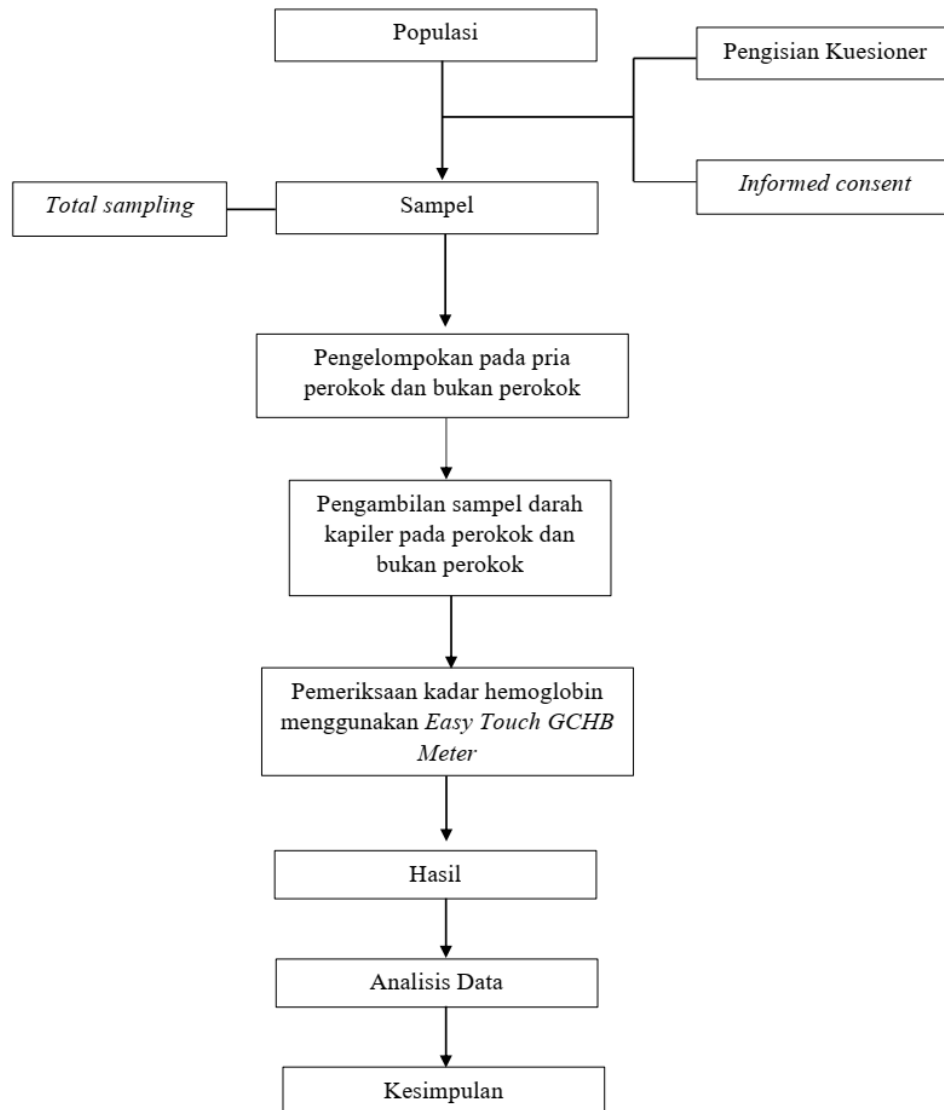 Populasi
Pengisian Kuesioner
Informed consent
Total sampling
Sampel
Pengelompokan pada pria
perokok dan bukan perokok
Pengambilan sampel darah
kapiler pada perokok dan
bukan perokok
Pemeriksaan kadar hemoglobin
menggunakan Easy Touch GCHB
Meter
Hasil
Analisis Data
Kesimpulan